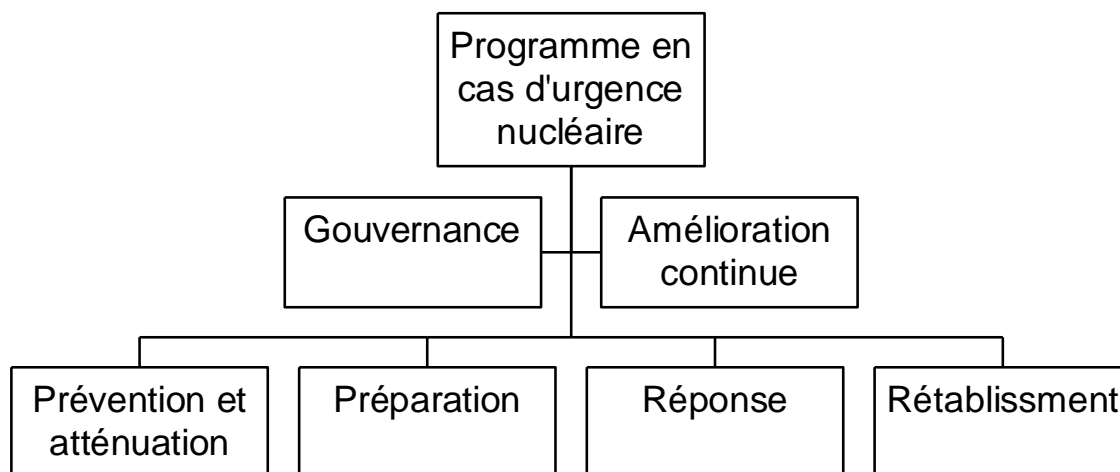 Programme en
cas d'urgence
nucléaire
Gouvernance
Amélioration
continue
Prévention et
atténuation
Préparation
Réponse
Rétablissment